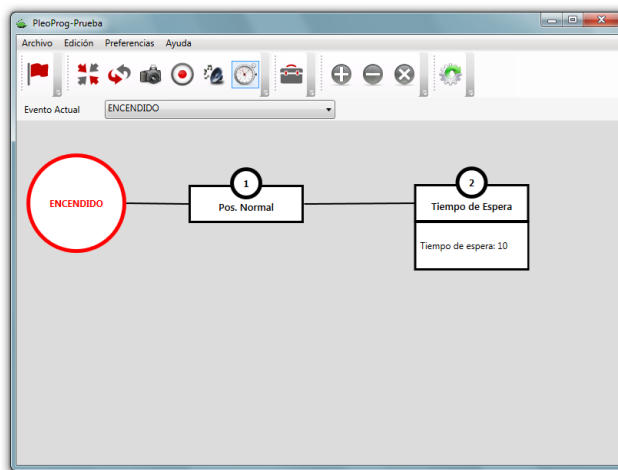 PleoProg-Prueba
Archivo Edición Preferencias Ayuda
Evento Actual ENCENDIDO
ENCENDIDO
1
Pos. Normal
2
Tiempo de Espera
Tiempo de espera: 10